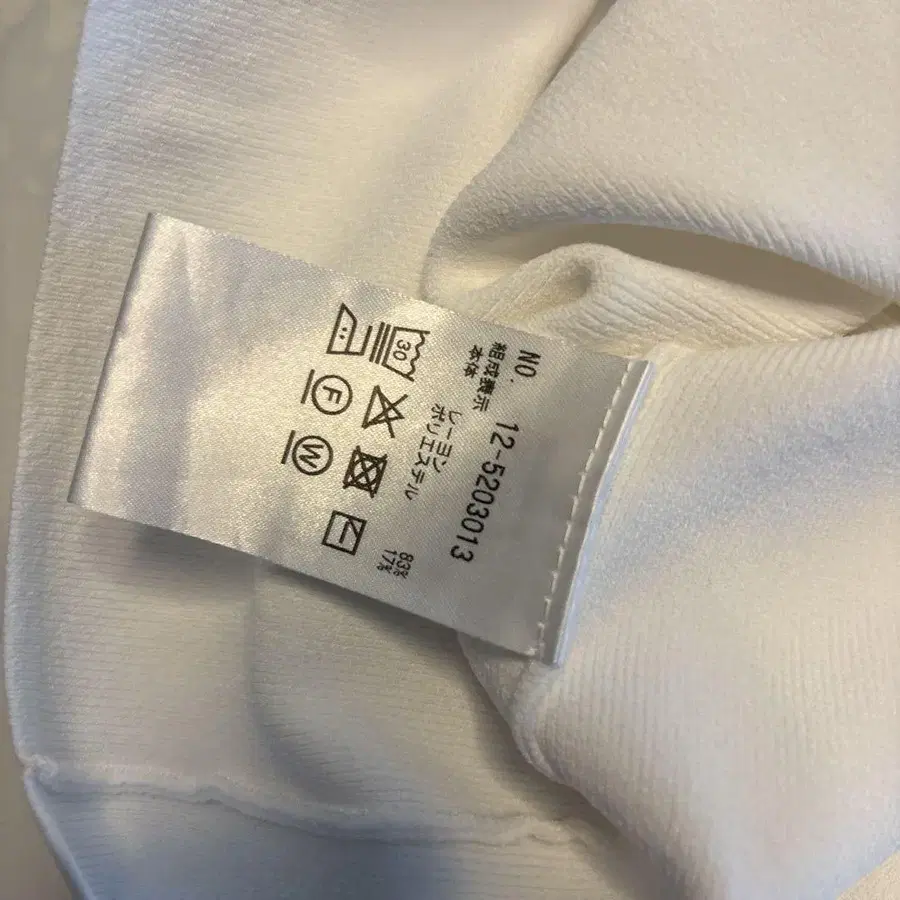 NO. 12-5203013
組成表示
本体
レーヨン 83%
ポリエステル 17%
30
F
W